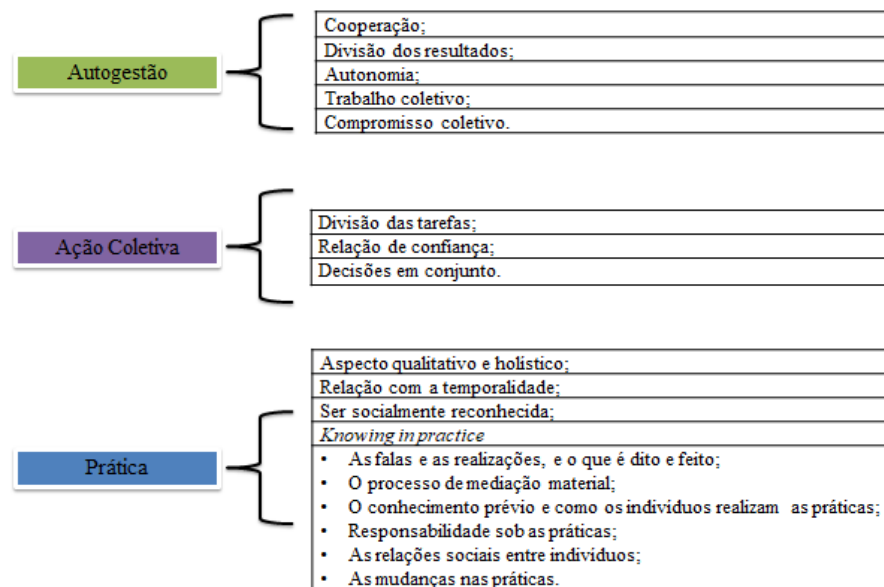 Autogestão
Cooperação;
Divisão dos resultados;
Autonomia;
Trabalho coletivo;
Compromisso coletivo.
Ação Coletiva
Divisão das tarefas;
Relação de confiança;
Decisões em conjunto.
Prática
Aspecto qualitativo e holístico;
Relação com a temporalidade;
Ser socialmente reconhecida;
Knowing in practice
• As falas e as realizações, e o que é dito e feito;
• O processo de mediação material;
• O conhecimento prévio e como os indivíduos realizam as práticas;
• Responsabilidade sob as práticas;
• As relações sociais entre indivíduos;
• As mudanças nas práticas.